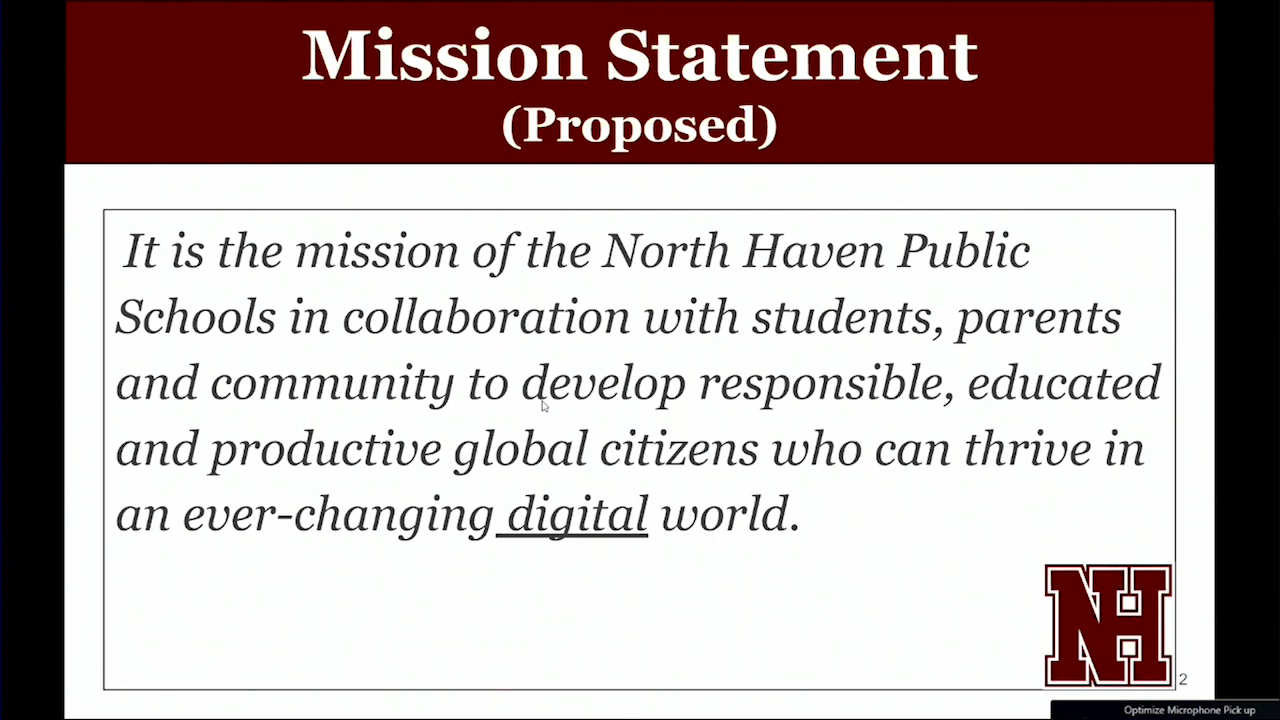 Mission Statement
(Proposed)
It is the mission of the North Haven Public
Schools in collaboration with students, parents
and community to develop responsible, educated
and productive global citizens who can thrive in
an ever-changing digital world.
NH
2
Optimize Microphone Pick up